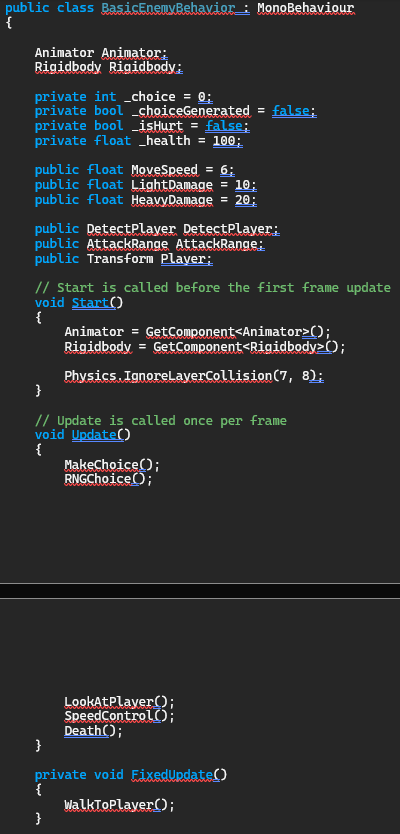 public class BasicEnemyBehavior : MonoBehaviour
{
Animator Animator;
Rigidbody Rigidbody;
private int _choice = 0;
private bool _choiceGenerated = false;
private bool _isHurt = false;
private float _health = 100;
public float MoveSpeed = 6;
public float LightDamage = 10;
public float HeavyDamage = 20;
public DetectPlayer DetectPlayer;
public AttackRange AttackRange;
public Transform Player;
// Start is called before the first frame update
void Start()
{
Animator = GetComponent<Animator>();
Rigidbody = GetComponent<Rigidbody>();
Physics.IgnoreLayerCollision(7, 8);
}
// Update is called once per frame
void Update()
{
MakeChoice();
RNGChoice();
LookAtPlayer();
SpeedControl();
Death();
}
private void FixedUpdate()
{
WalkToPlayer();
}